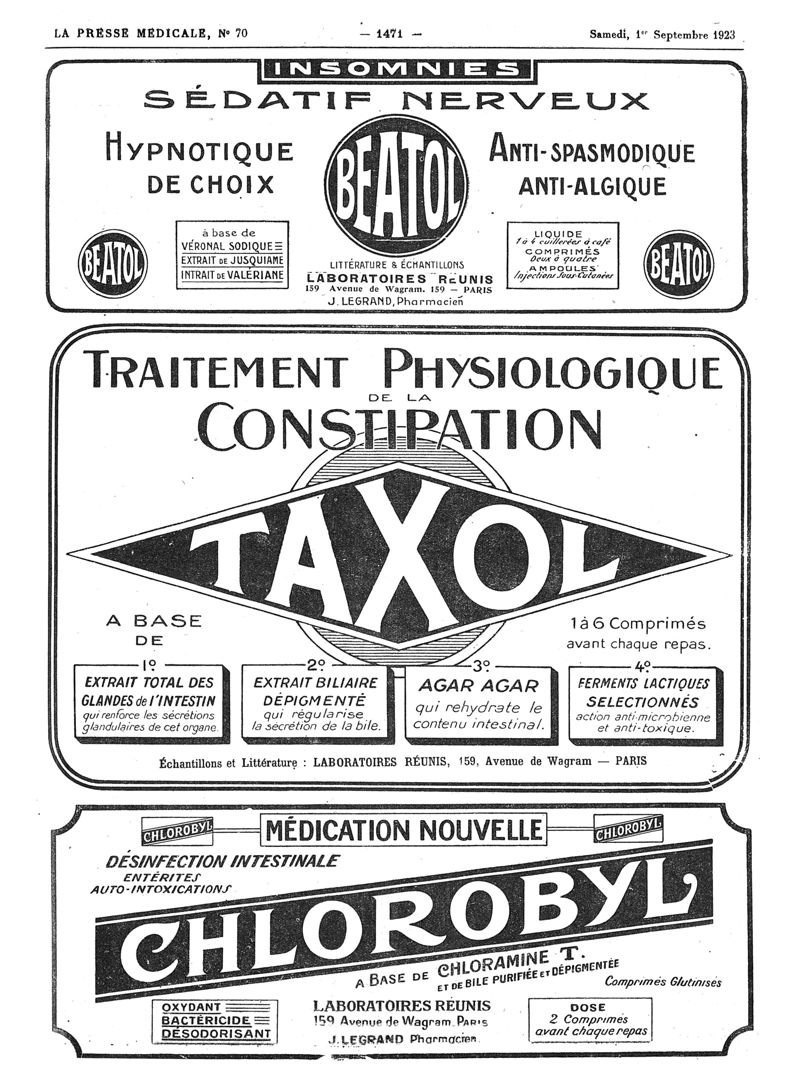 LA PRESSE MÉDICALE, N° 70 — 1471 — Samedi, 1er Septembre 1923
INSOMNIES
SÉDATIF NERVEUX
HYPNOTIQUE
DE CHOIX
BEATOL
ANTI-SPASMODIQUE
ANTI-ALGIQUE
BEATOL
à base de
VÉRONAL SODIQUE
EXTRAIT DE JUSQUIAME
INTRAIT DE VALÉRIANE
LITTÉRATURE & ÉCHANTILLONS
LABORATOIRES RÉUNIS
159 Avenue de Wagram. 159 — PARIS
J. LEGRAND, Pharmacien
LIQUIDE
1 à 4 cuillerées à café
COMPRIMÉS
Deux à quatre
AMPOULES
Injections Sous-Cutanées
BEATOL
TRAITEMENT PHYSIOLOGIQUE
DE LA
CONSTIPATION
TAXOL
A BASE
DE
1 à 6 Comprimés
avant chaque repas.
1º
EXTRAIT TOTAL DES
GLANDES de l'INTESTIN
qui renforce les sécrétions
glandulaires de cet organe.
2º
EXTRAIT BILIAIRE
DÉPIGMENTÉ
qui régularise
la sécrétion de la bile.
3º
AGAR AGAR
qui rehydrate le
contenu intestinal.
4º
FERMENTS LACTIQUES
SELECTIONNÉS
action anti-microbienne
et anti-toxique.
Échantillons et Littérature : LABORATOIRES RÉUNIS, 159, Avenue de Wagram — PARIS
CHLOROBYL
MÉDICATION NOUVELLE
CHLOROBYL
DÉSINFECTION INTESTINALE
ENTÉRITES
AUTO-INTOXICATIONS
CHLOROBYL
A BASE DE CHLORAMINE T.
ET DE BILE PURIFIÉE ET DÉPIGMENTÉE
Comprimés Glutinisés
OXYDANT
BACTÉRICIDE
DÉSODORISANT
LABORATOIRES RÉUNIS
159 Avenue de Wagram, PARIS
J. LEGRAND Pharmacien
DOSE
2 Comprimés
avant chaque repas